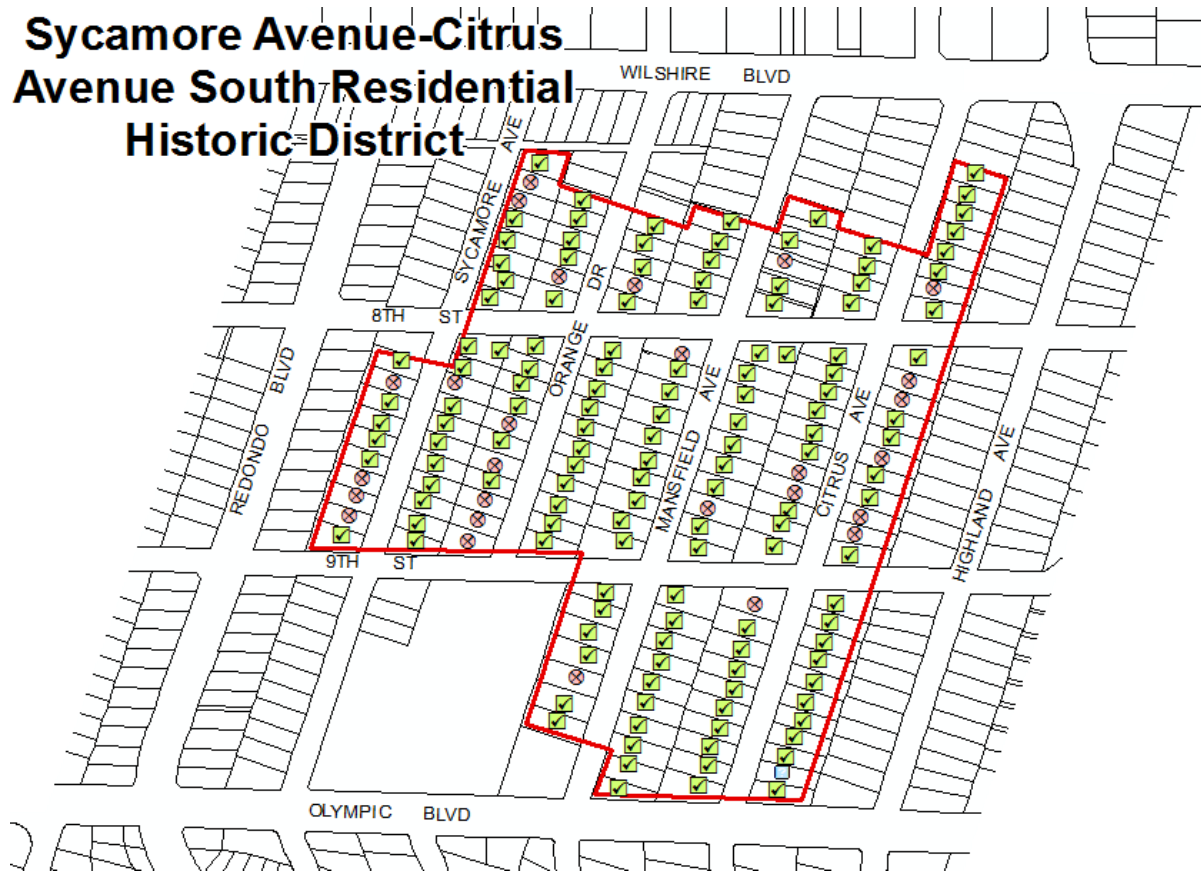 Sycamore Avenue-Citrus
Avenue South Residential
Historic District
WILSHIRE BLVD
SYCAMORE AVE
8TH ST
ORANGE DR
REDONDO BLVD
MANSFIELD AVE
CITRUS AVE
HIGHLAND AVE
9TH ST
OLYMPIC BLVD